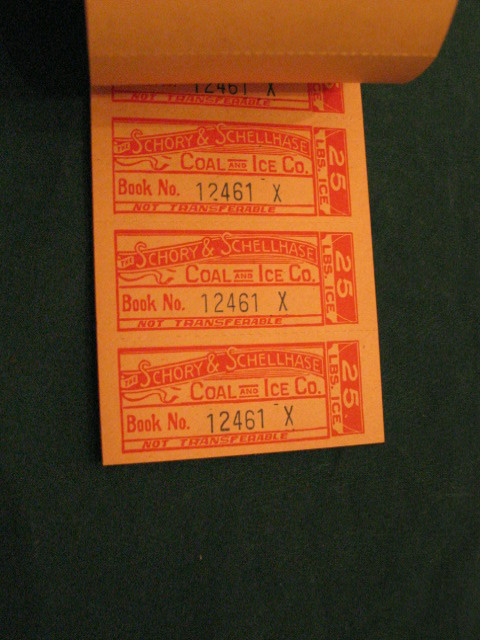 12461 X
NOT TRANSFERABLE
THE SCHORY & SCHELLHASE
COAL AND ICE CO.
Book No. 12461 X
NOT TRANSFERABLE
25
LBS. ICE
THE SCHORY & SCHELLHASE
COAL AND ICE CO.
Book No. 12461 X
NOT TRANSFERABLE
25
LBS. ICE
THE SCHORY & SCHELLHASE
COAL AND ICE CO.
Book No. 12461 X
NOT TRANSFERABLE
25
LBS. ICE